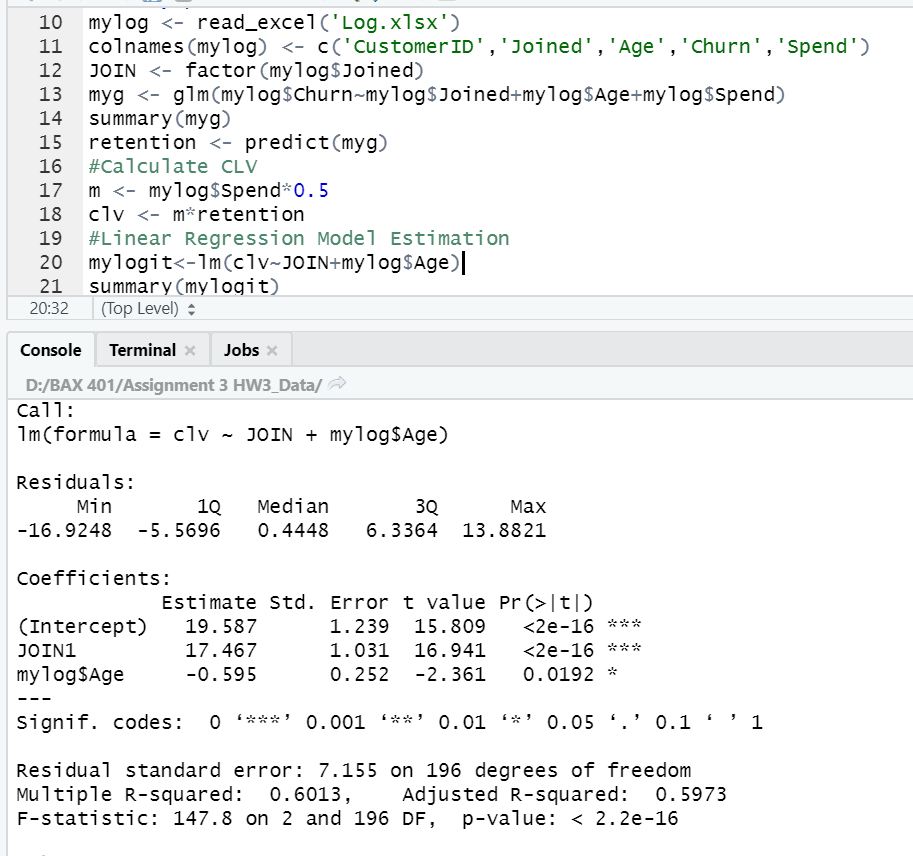 10 mylog <- read_excel('Log.xlsx')
11 colnames(mylog) <- c('CustomerID','Joined','Age','Churn','Spend')
12 JOIN <- factor(mylog$Joined)
13 myg <- glm(mylog$Churn~mylog$Joined+mylog$Age+mylog$Spend)
14 summary(myg)
15 retention <- predict(myg)
16 #Calculate CLV
17 m <- mylog$Spend*0.5
18 clv <- m*retention
19 #Linear Regression Model Estimation
20 mylogit<-lm(clv~JOIN+mylog$Age)
21 summary(mylogit)
20:32 (Top Level)
Console Terminal Jobs
D:/BAX 401/Assignment 3 HW3_Data/
Call:
lm(formula = clv ~ JOIN + mylog$Age)
Residuals:
Min 1Q Median 3Q Max
-16.9248 -5.5696 0.4448 6.3364 13.8821
Coefficients:
Estimate Std. Error t value Pr(>|t|)
(Intercept) 19.587 1.239 15.809 <2e-16 ***
JOIN1 17.467 1.031 16.941 <2e-16 ***
mylog$Age -0.595 0.252 -2.361 0.0192 *
---
Signif. codes: 0 ‘***’ 0.001 ‘**’ 0.01 ‘*’ 0.05 ‘.’ 0.1 ‘ ’ 1
Residual standard error: 7.155 on 196 degrees of freedom
Multiple R-squared: 0.6013, Adjusted R-squared: 0.5973
F-statistic: 147.8 on 2 and 196 DF, p-value: < 2.2e-16